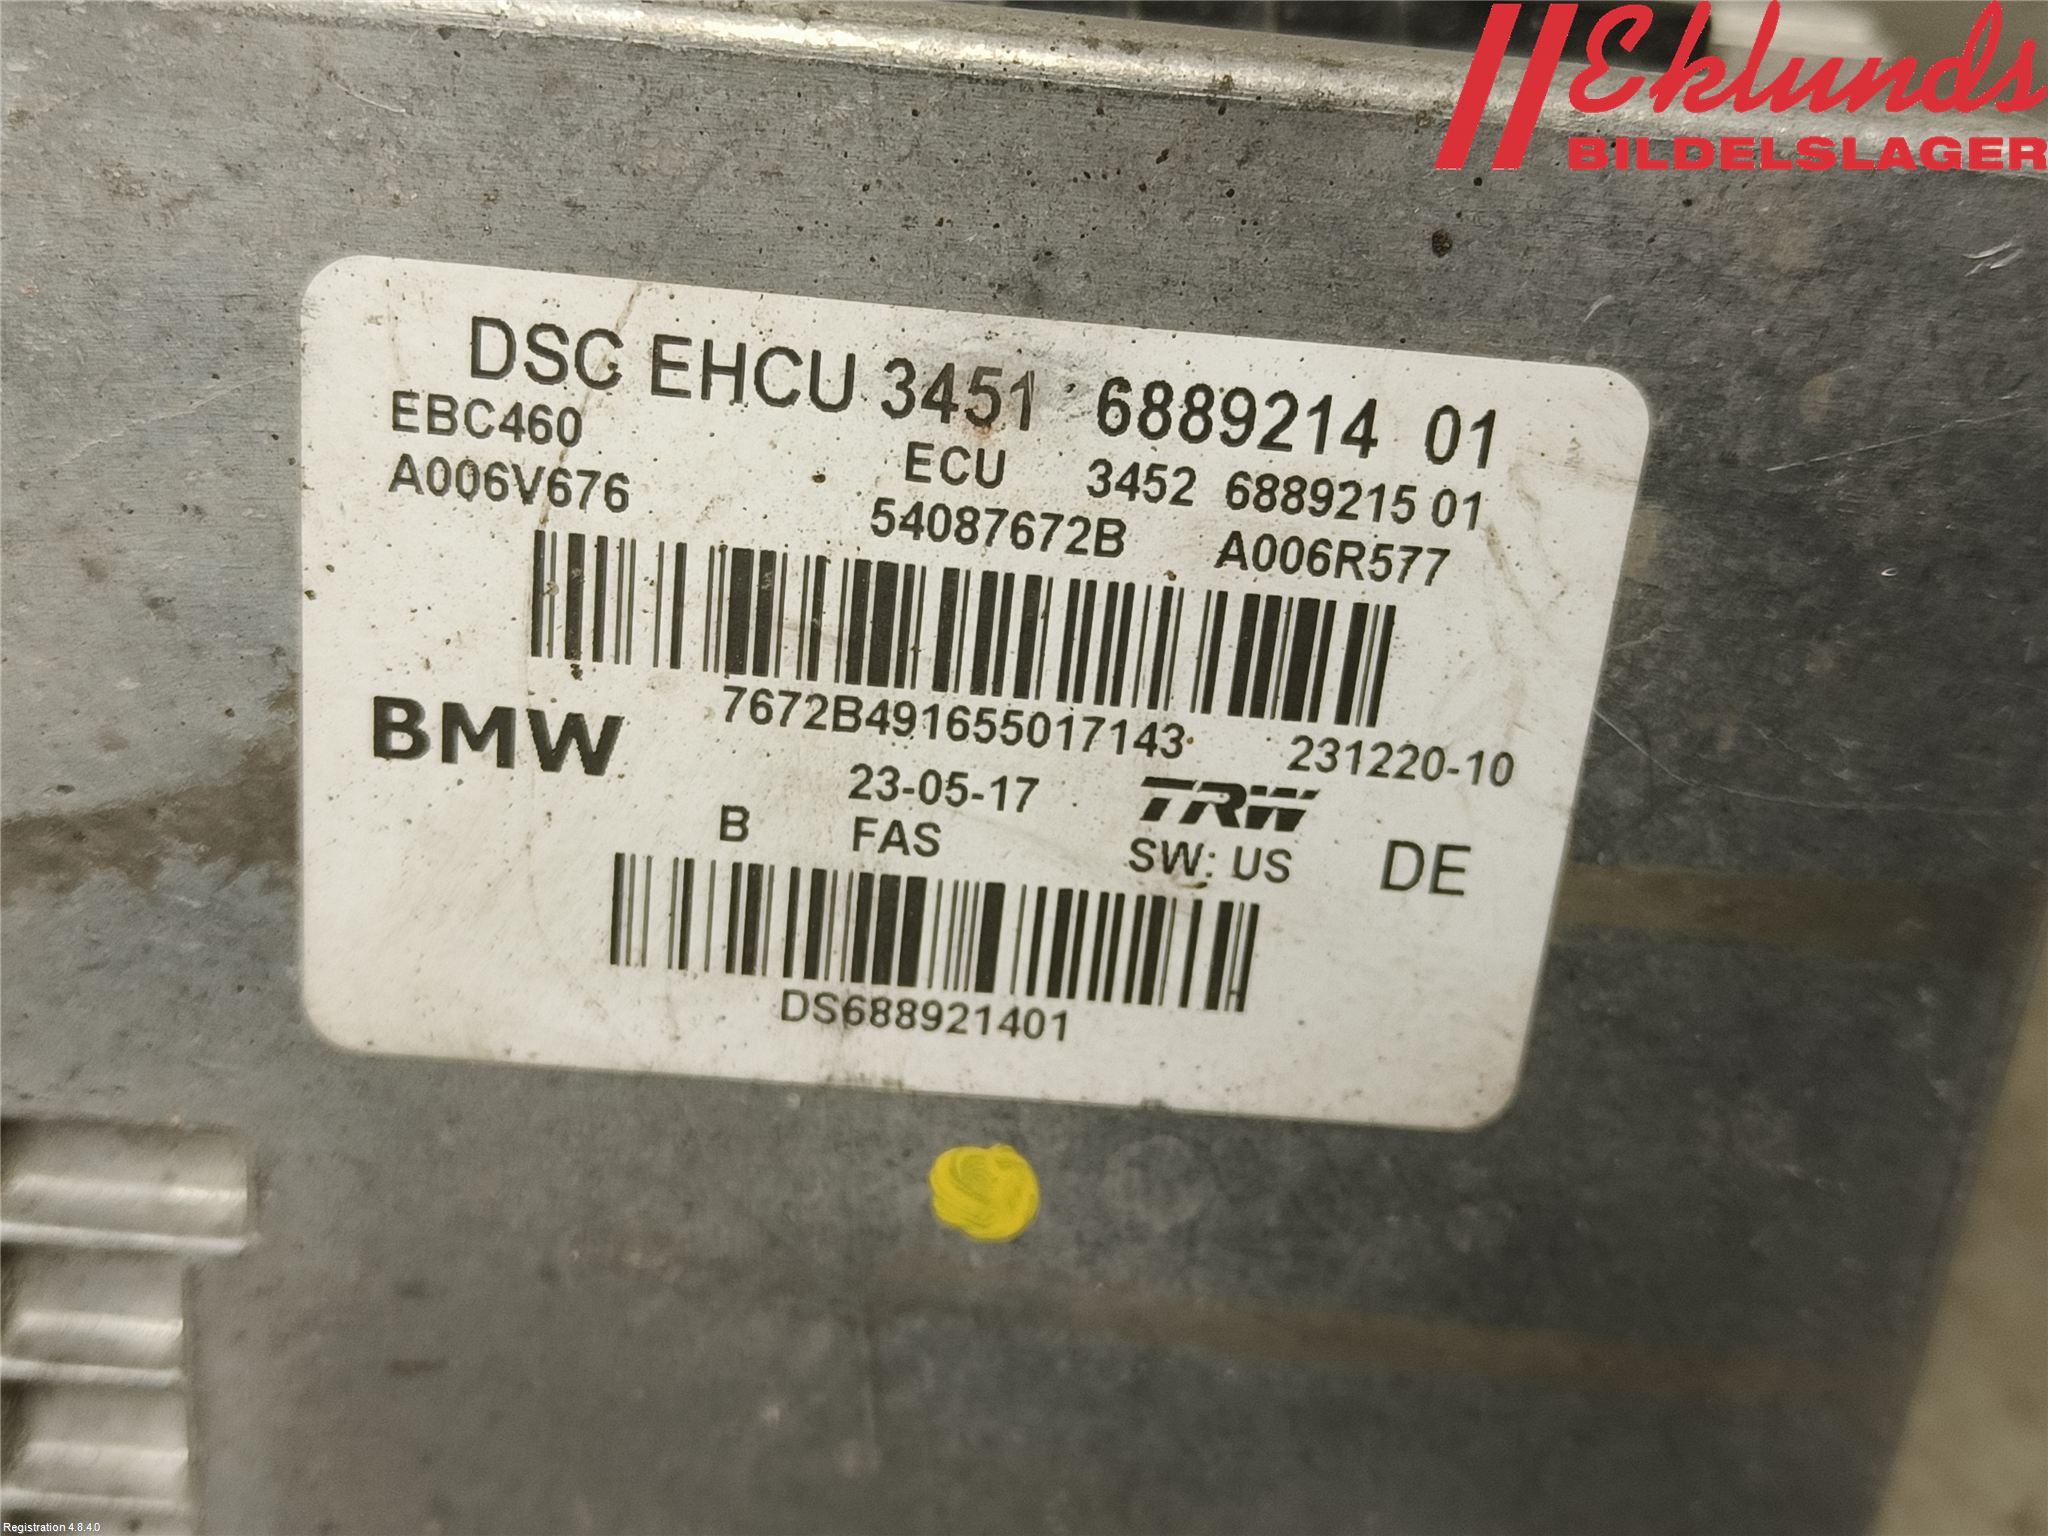 Eklunds
BILDELSLAGER
DSC EHCU 3451 6889214 01
EBC460 ECU 3452 6889215 01
A006V676 54087672B A006R577
7672B491655017143 231220-10
BMW
23-05-17 TRW
B FAS SW: US DE
DS688921401
Registration 4.8.4.0